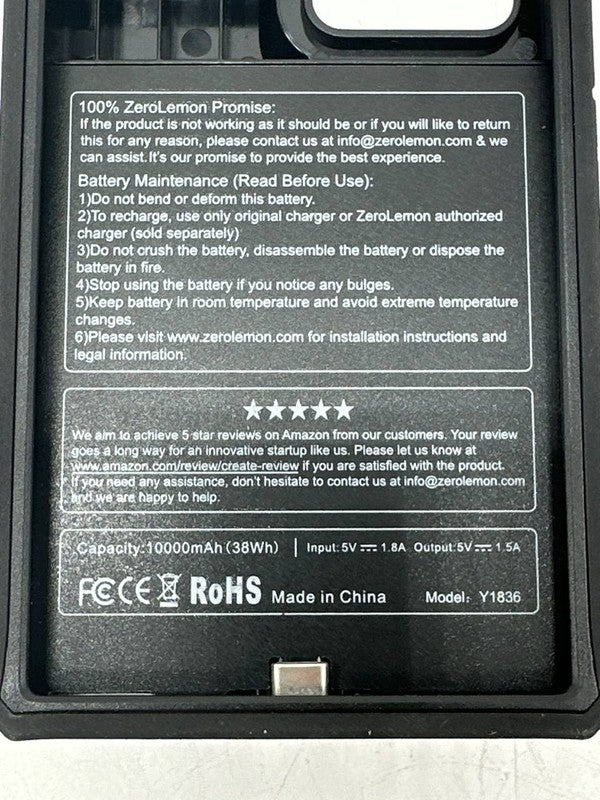 100% ZeroLemon Promise:
If the product is not working as it should be or if you will like to return
this for any reason, please contact us at info@zerolemon.com & we
can assist.It's our promise to provide the best experience.
Battery Maintenance (Read Before Use):
1)Do not bend or deform this battery.
2)To recharge, use only original charger or ZeroLemon authorized
charger (sold separately)
3)Do not crush the battery, disassemble the battery or dispose the
battery in fire.
4)Stop using the battery if you notice any bulges.
5)Keep battery in room temperature and avoid extreme temperature
changes.
6)Please visit www.zerolemon.com for installation instructions and
legal information.
★★★★★
We aim to achieve 5 star reviews on Amazon from our customers. Your review
goes a long way for an innovative startup like us. Please let us know at
www.amazon.com/review/create-review if you are satisfied with the product.
If you need any assistance, don't hesitate to contact us at info@zerolemon.com
and we are happy to help.
Capacity:10000mAh(38Wh) | Input:5V⎓1.8A Output:5V⎓1.5A
FC CE RoHS Made in China Model: Y1836